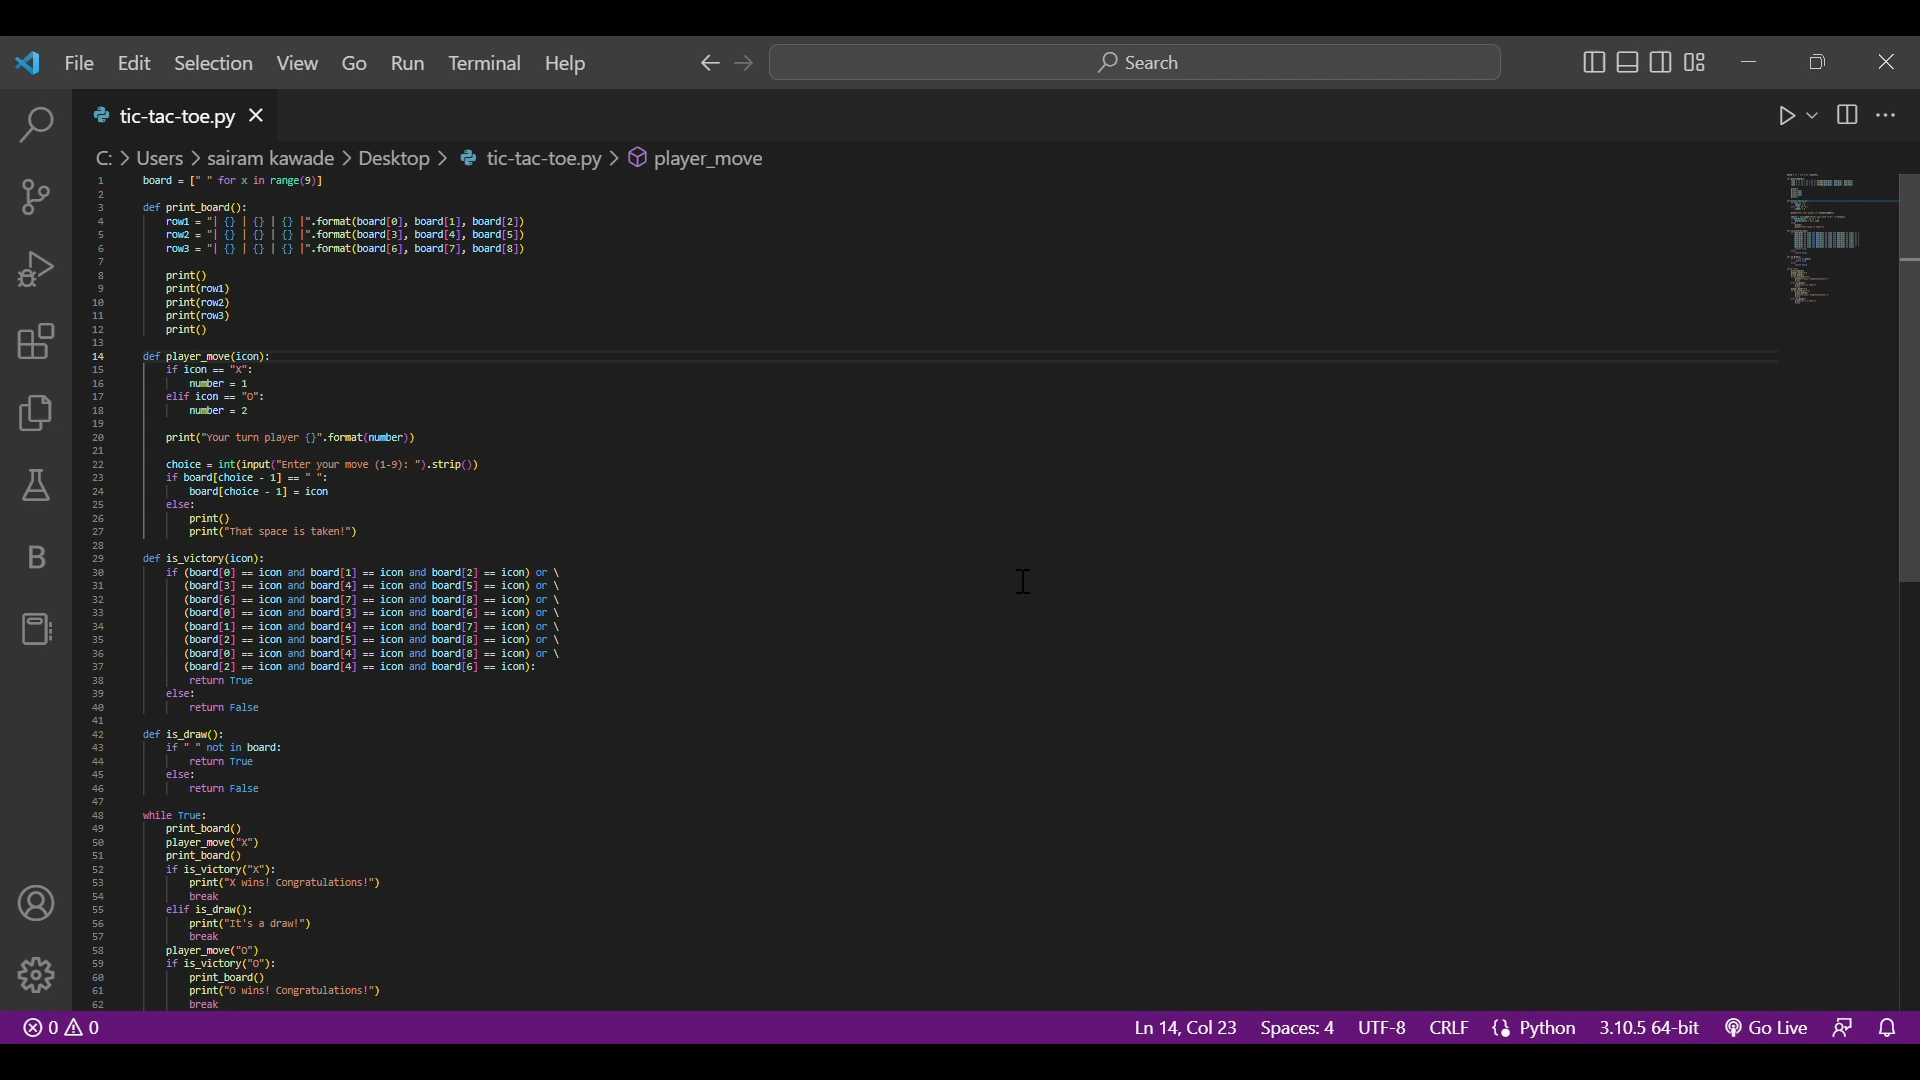 File Edit Selection View Go Run Terminal Help Search
tic-tac-toe.py
C: > Users > sairam kawade > Desktop > tic-tac-toe.py > player_move
1 board = [" " for x in range(9)]
2
3 def print_board():
4 row1 = "| {} | {} | {} |".format(board[0], board[1], board[2])
5 row2 = "| {} | {} | {} |".format(board[3], board[4], board[5])
6 row3 = "| {} | {} | {} |".format(board[6], board[7], board[8])
7
8 print()
9 print(row1)
10 print(row2)
11 print(row3)
12 print()
13
14 def player_move(icon):
15 if icon == "X":
16 number = 1
17 elif icon == "O":
18 number = 2
19
20 print("Your turn player {}".format(number))
21
22 choice = int(input("Enter your move (1-9): ").strip())
23 if board[choice - 1] == " ":
24 board[choice - 1] = icon
25 else:
26 print()
27 print("That space is taken!")
28
29 def is_victory(icon):
30 if (board[0] == icon and board[1] == icon and board[2] == icon) or \
31 (board[3] == icon and board[4] == icon and board[5] == icon) or \
32 (board[6] == icon and board[7] == icon and board[8] == icon) or \
33 (board[0] == icon and board[3] == icon and board[6] == icon) or \
34 (board[1] == icon and board[4] == icon and board[7] == icon) or \
35 (board[2] == icon and board[5] == icon and board[8] == icon) or \
36 (board[0] == icon and board[4] == icon and board[8] == icon) or \
37 (board[2] == icon and board[4] == icon and board[6] == icon):
38 return True
39 else:
40 return False
41
42 def is_draw():
43 if " " not in board:
44 return True
45 else:
46 return False
47
48 while True:
49 print_board()
50 player_move("X")
51 print_board()
52 if is_victory("X"):
53 print("X wins! Congratulations!")
54 break
55 elif is_draw():
56 print("It's a draw!")
57 break
58 player_move("O")
59 if is_victory("O"):
60 print_board()
61 print("O wins! Congratulations!")
62 break
B
0 0 Ln 14, Col 23 Spaces: 4 UTF-8 CRLF Python 3.10.5 64-bit Go Live